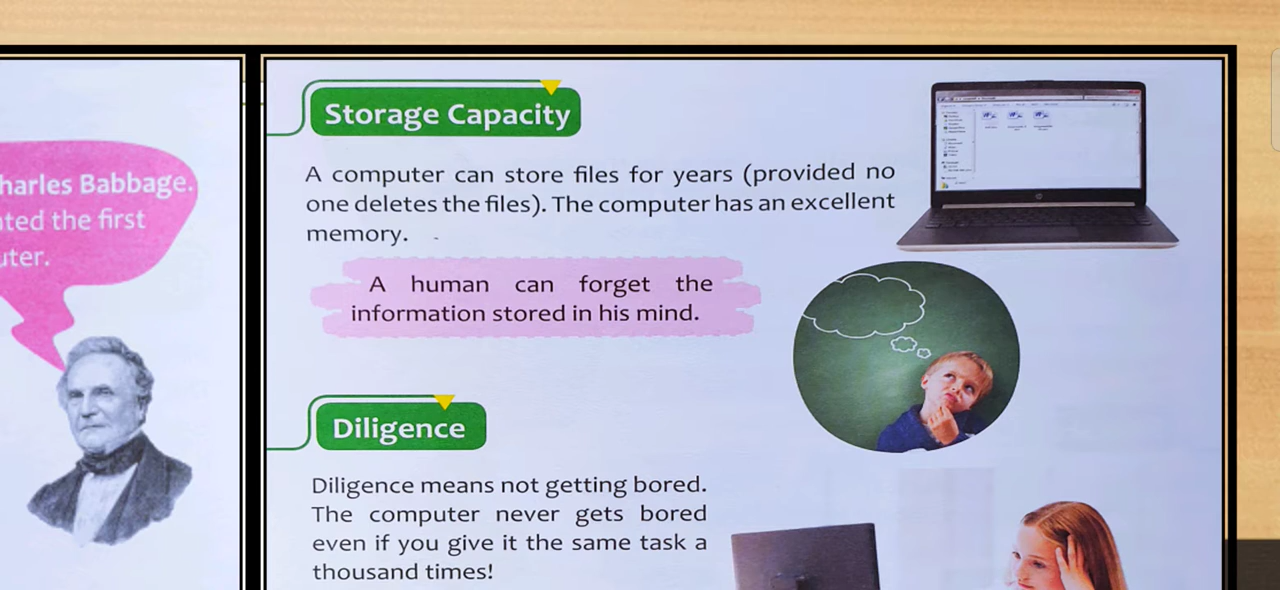 harles Babbage.
ted the first
uter.
Storage Capacity
A computer can store files for years (provided no
one deletes the files). The computer has an excellent
memory.
A human can forget the
information stored in his mind.
Diligence
Diligence means not getting bored.
The computer never gets bored
even if you give it the same task a
thousand times!